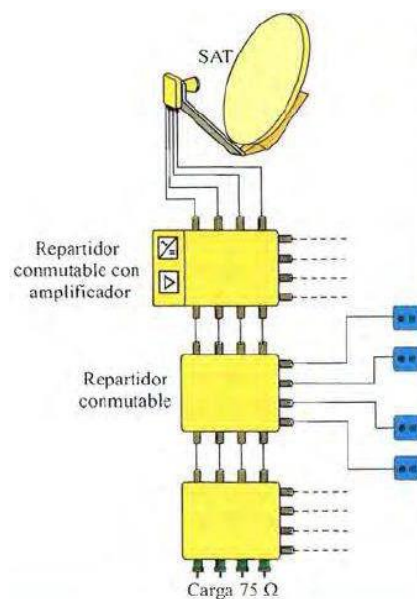 SAT
Repartidor
conmutable con
amplificador
Repartidor
conmutable
Carga 75 Ω